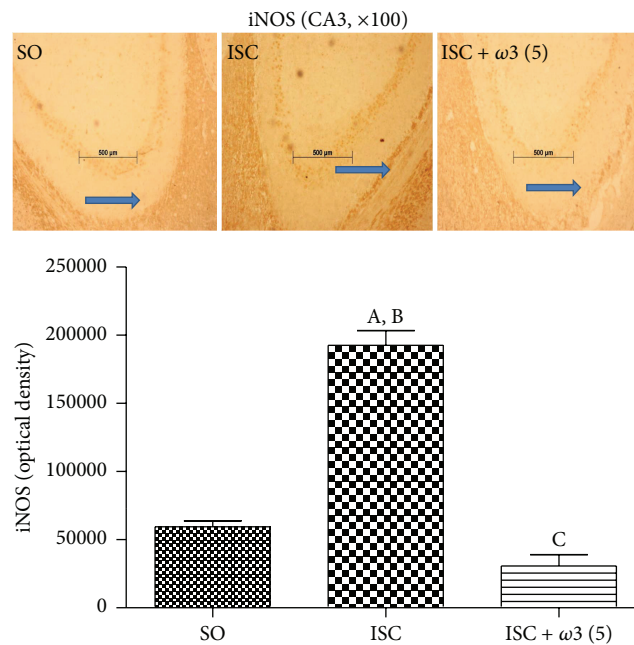 iNOS (CA3, ×100)
SO
ISC
ISC + ω3 (5)
500 µm
500 µm
500 µm
250000
200000
150000
100000
50000
0
iNOS (optical density)
A, B
C
SO
ISC
ISC + ω3 (5)